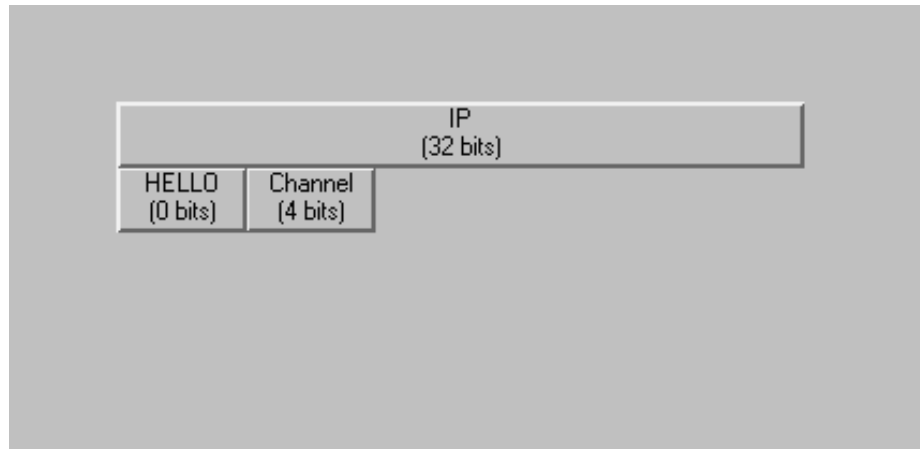 IP
(32 bits)
HELLO
(0 bits)
Channel
(4 bits)